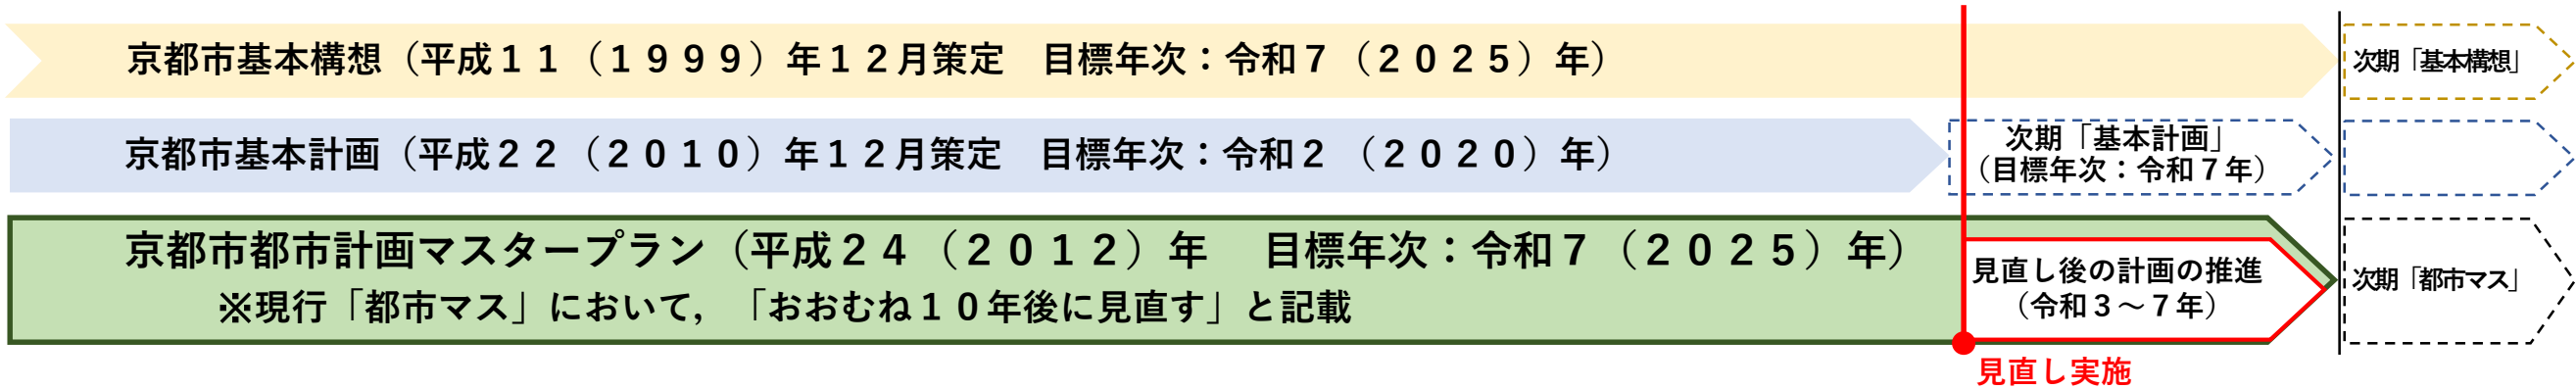 京都市基本構想（平成１１（１９９９）年１２月策定　目標年次：令和７（２０２５）年）
次期「基本構想」
京都市基本計画（平成２２（２０１０）年１２月策定　目標年次：令和２（２０２０）年）
次期「基本計画」
（目標年次：令和７年）
京都市都市計画マスタープラン（平成２４（２０１２）年　目標年次：令和７（２０２５）年）
※現行「都市マス」において，「おおむね１０年後に見直す」と記載
見直し後の計画の推進
（令和３～７年）
次期「都市マス」
見直し実施